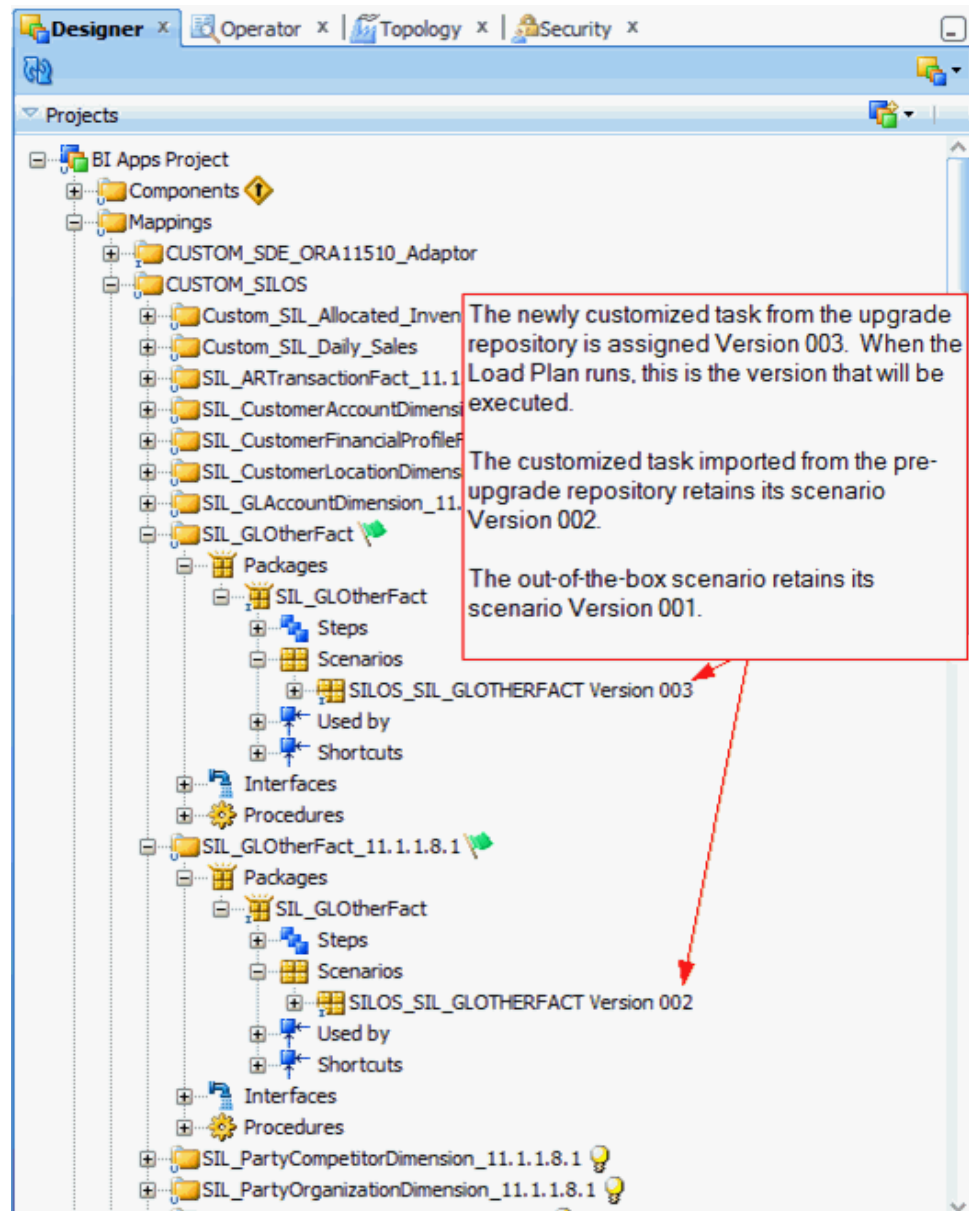 Designer x Operator x Topology x Security x
Projects
BI Apps Project
Components
Mappings
CUSTOM_SDE_ORA11510_Adaptor
CUSTOM_SILOS
Custom_SIL_Allocated_Inven
Custom_SIL_Daily_Sales
SIL_ARTransactionFact_11.1
SIL_CustomerAccountDimensi
SIL_CustomerFinancialProfileF
SIL_CustomerLocationDimens
SIL_GLAccountDimension_11.
The newly customized task from the upgrade
repository is assigned Version 003. When the
Load Plan runs, this is the version that will be
executed.
The customized task imported from the pre-
upgrade repository retains its scenario
Version 002.
The out-of-the-box scenario retains its
scenario Version 001.
SIL_GLOtherFact
Packages
SIL_GLOtherFact
Steps
Scenarios
SILOS_SIL_GLOTHERFACT Version 003
Used by
Shortcuts
Interfaces
Procedures
SIL_GLOtherFact_11.1.1.8.1
Packages
SIL_GLOtherFact
Steps
Scenarios
SILOS_SIL_GLOTHERFACT Version 002
Used by
Shortcuts
Interfaces
Procedures
SIL_PartyCompetitorDimension_11.1.1.8.1
SIL_PartyOrganizationDimension_11.1.1.8.1